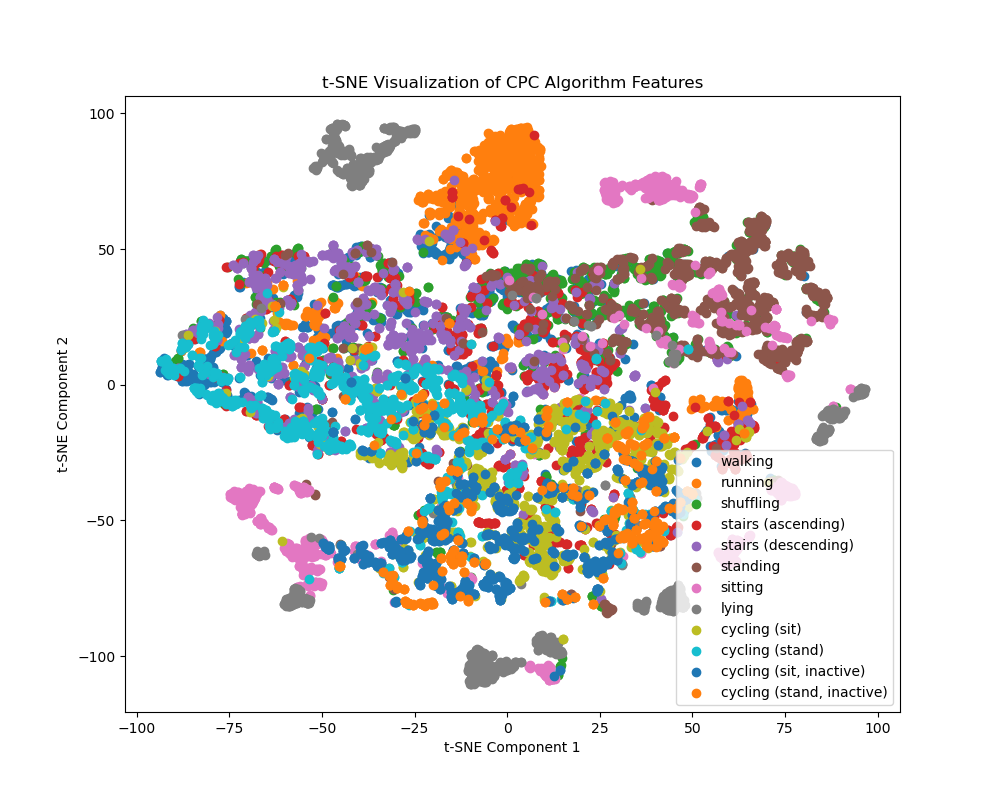 t-SNE Visualization of CPC Algorithm Features
t-SNE Component 2
100
50
0
−50
−100
walking
running
shuffling
stairs (ascending)
stairs (descending)
standing
sitting
lying
cycling (sit)
cycling (stand)
cycling (sit, inactive)
cycling (stand, inactive)
−100 −75 −50 −25 0 25 50 75 100
t-SNE Component 1